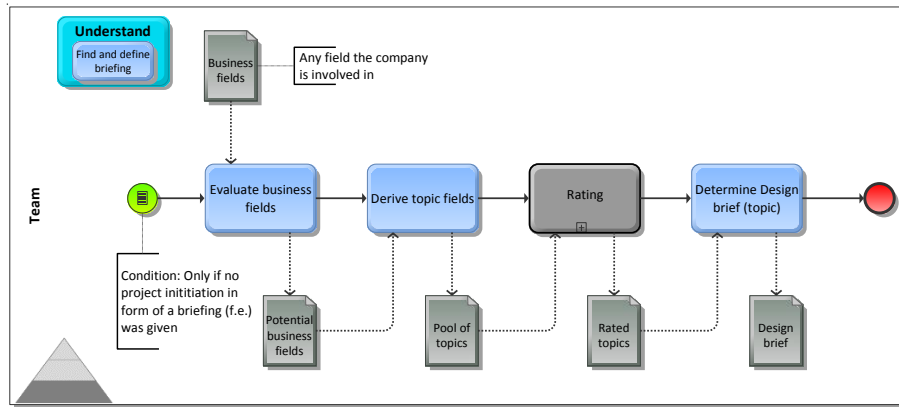 Understand
Find and define
briefing
Business
fields
Any field the company
is involved in
Team
Evaluate business
fields
Derive topic fields
Rating
Determine Design
brief (topic)
Condition: Only if no
project inititiation in
form of a briefing (f.e.)
was given
Potential
business
fields
Pool of
topics
Rated
topics
Design
brief